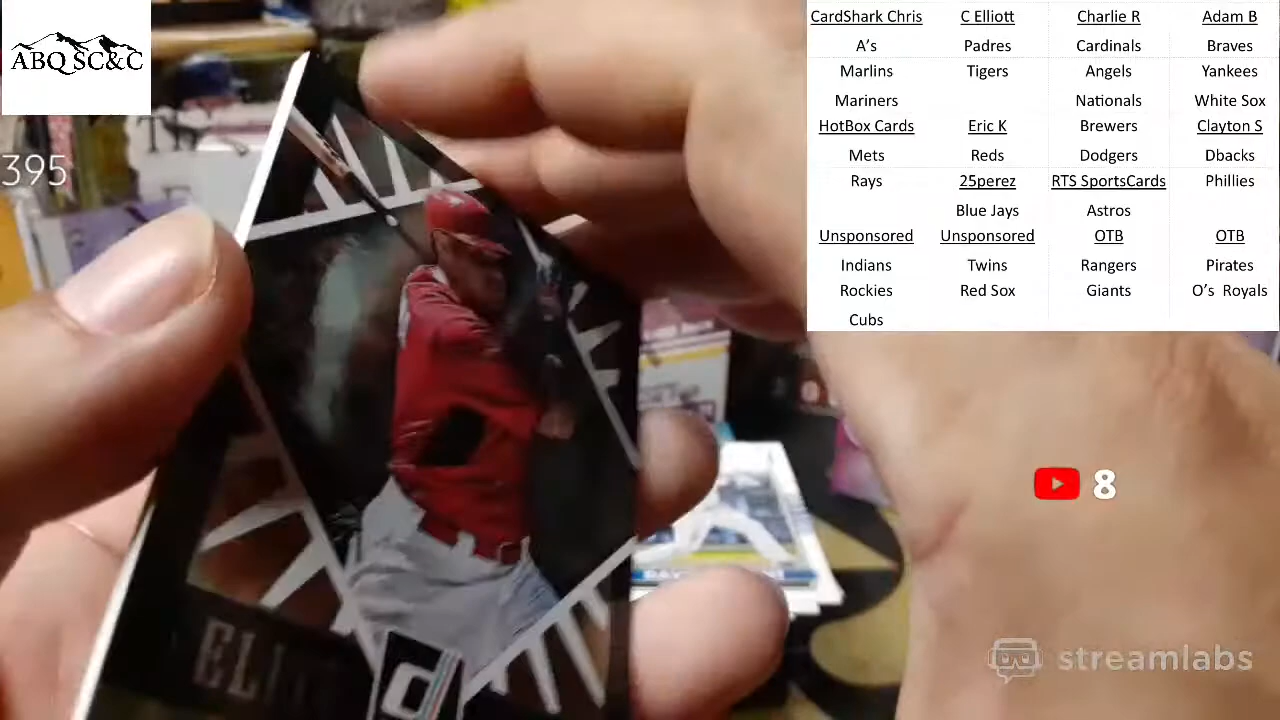 ABQ SC&C
395
CardShark Chris C Elliott Charlie R Adam B
A's Padres Cardinals Braves
Marlins Tigers Angels Yankees
Mariners Nationals White Sox
HotBox Cards Eric K Brewers Clayton S
Mets Reds Dodgers Dbacks
Rays 25perez RTS SportsCards Phillies
Blue Jays Astros
Unsponsored Unsponsored OTB OTB
Indians Twins Rangers Pirates
Rockies Red Sox Giants O's Royals
Cubs
8
d
streamlabs